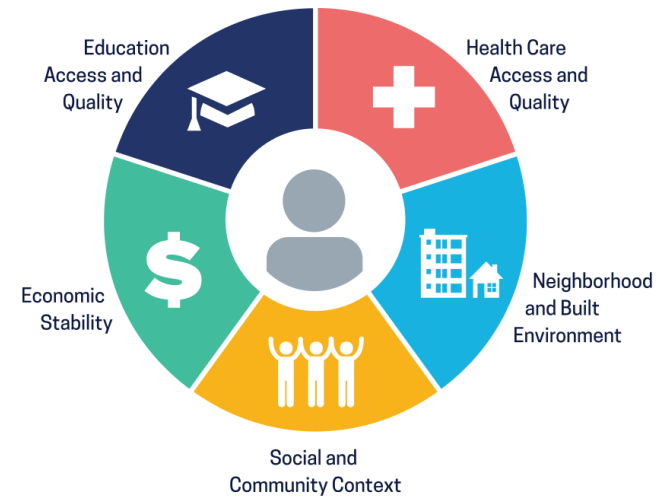 Education
Access and
Quality
Health Care
Access and
Quality
Economic
Stability
Neighborhood
and Built
Environment
Social and
Community Context